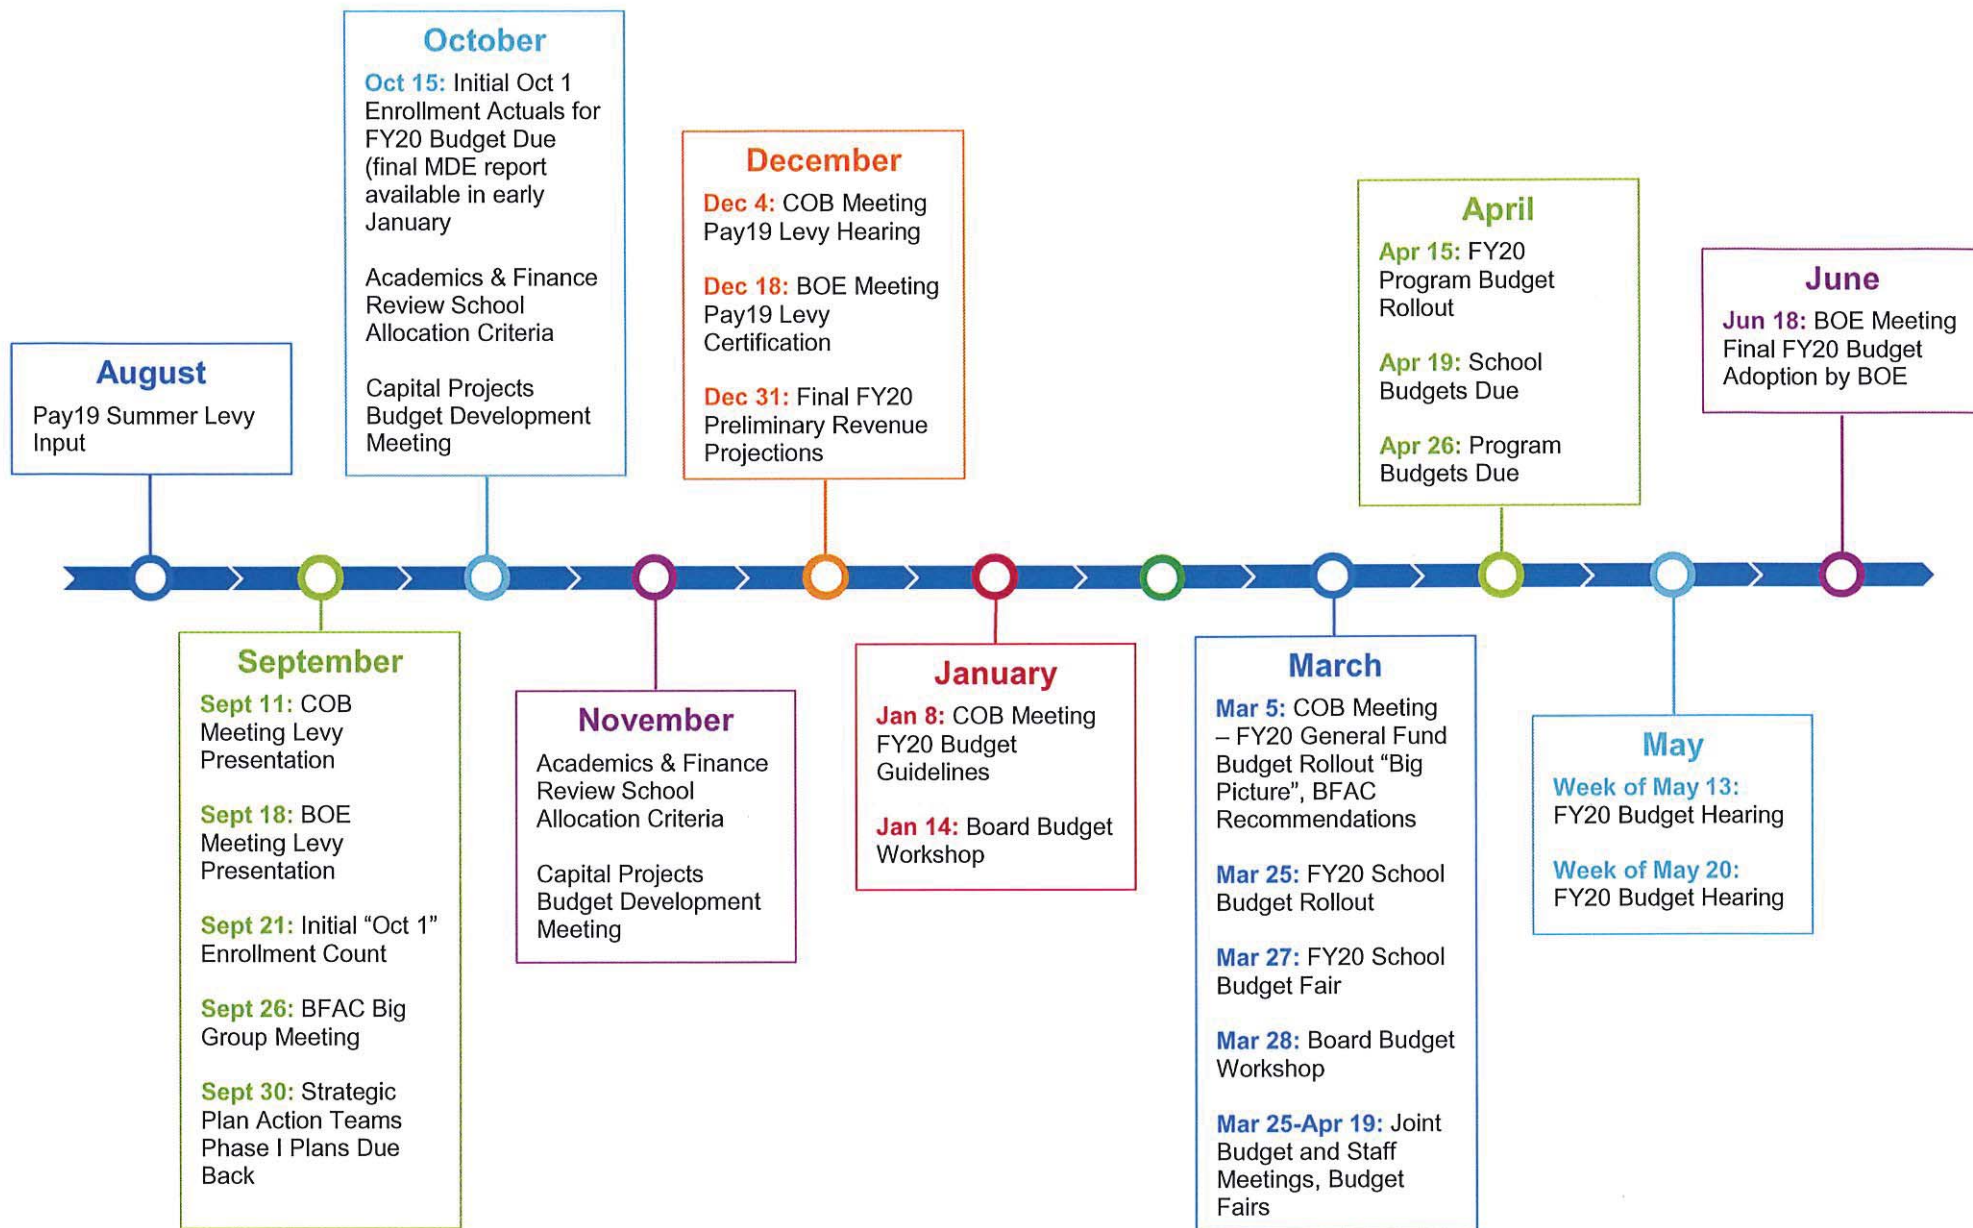 August
Pay19 Summer Levy
Input
September
Sept 11: COB
Meeting Levy
Presentation
Sept 18: BOE
Meeting Levy
Presentation
Sept 21: Initial “Oct 1”
Enrollment Count
Sept 26: BFAC Big
Group Meeting
Sept 30: Strategic
Plan Action Teams
Phase I Plans Due
Back
October
Oct 15: Initial Oct 1
Enrollment Actuals for
FY20 Budget Due
(final MDE report
available in early
January
Academics & Finance
Review School
Allocation Criteria
Capital Projects
Budget Development
Meeting
November
Academics & Finance
Review School
Allocation Criteria
Capital Projects
Budget Development
Meeting
December
Dec 4: COB Meeting
Pay19 Levy Hearing
Dec 18: BOE Meeting
Pay19 Levy
Certification
Dec 31: Final FY20
Preliminary Revenue
Projections
January
Jan 8: COB Meeting
FY20 Budget
Guidelines
Jan 14: Board Budget
Workshop
March
Mar 5: COB Meeting
– FY20 General Fund
Budget Rollout “Big
Picture”, BFAC
Recommendations
Mar 25: FY20 School
Budget Rollout
Mar 27: FY20 School
Budget Fair
Mar 28: Board Budget
Workshop
Mar 25-Apr 19: Joint
Budget and Staff
Meetings, Budget
Fairs
April
Apr 15: FY20
Program Budget
Rollout
Apr 19: School
Budgets Due
Apr 26: Program
Budgets Due
May
Week of May 13:
FY20 Budget Hearing
Week of May 20:
FY20 Budget Hearing
June
Jun 18: BOE Meeting
Final FY20 Budget
Adoption by BOE